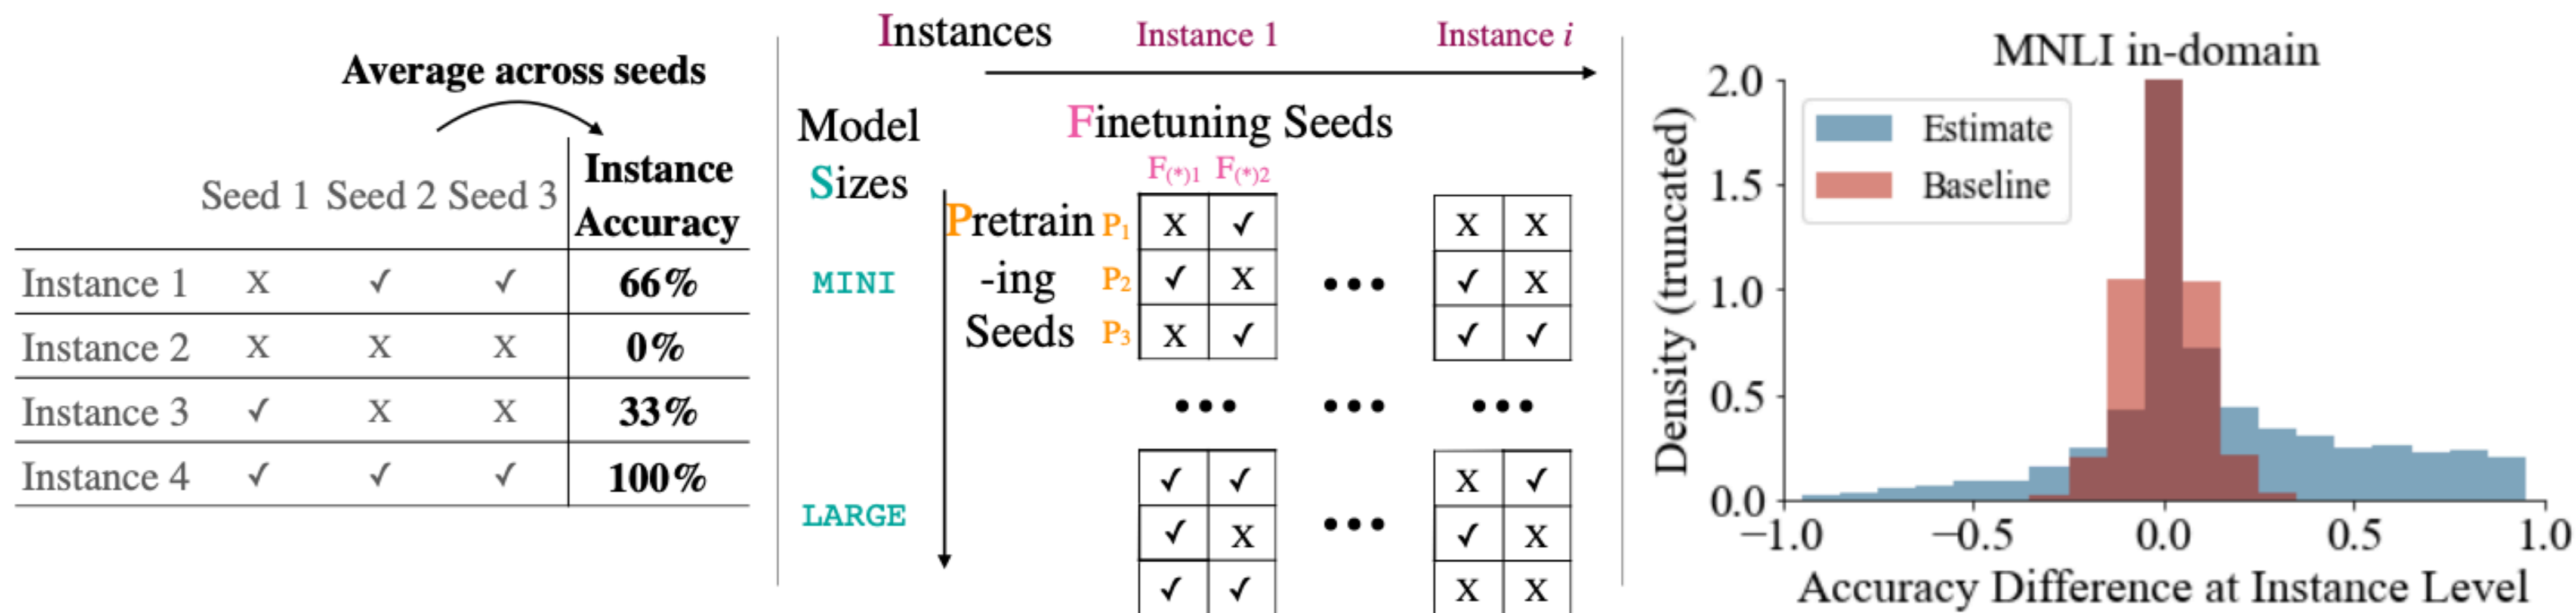 Average across seeds
Seed 1 Seed 2 Seed 3 Instance Accuracy
Instance 1 X ✓ ✓ 66%
Instance 2 X X X 0%
Instance 3 ✓ X X 33%
Instance 4 ✓ ✓ ✓ 100%
Instances Instance 1 Instance i
Model Sizes
Finetuning Seeds
F(*)1 F(*)2
Pretrain P1 X ✓ X X
MINI -ing P2 ✓ X ••• ✓ X
Seeds P3 X ✓ ✓ ✓
••• ••• •••
✓ ✓ X ✓
LARGE ✓ X ••• ✓ X
✓ ✓ X X
MNLI in-domain
Estimate
Baseline
Density (truncated)
2.0
1.5
1.0
0.5
0.0
−1.0 −0.5 0.0 0.5 1.0
Accuracy Difference at Instance Level